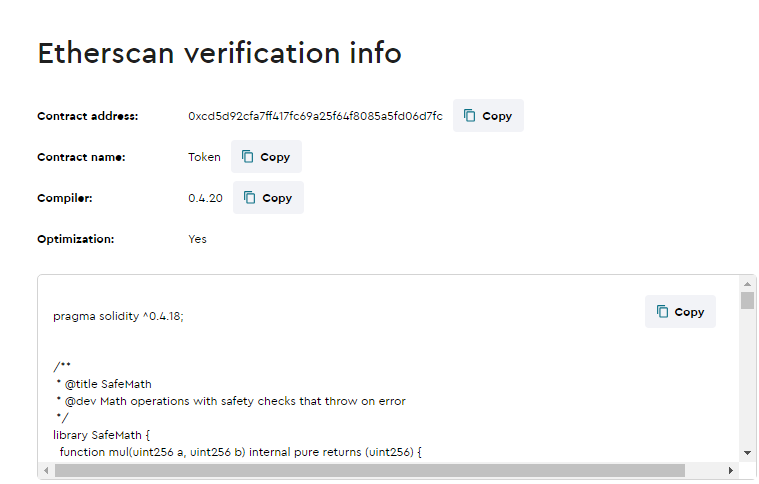 Etherscan verification info
Contract address: 0xcd5d92cfa7ff417fc69a25f64f8085a5fd06d7fc Copy
Contract name: Token Copy
Compiler: 0.4.20 Copy
Optimization: Yes
Copy
pragma solidity ^0.4.18;
/**
* @title SafeMath
* @dev Math operations with safety checks that throw on error
*/
library SafeMath {
function mul(uint256 a, uint256 b) internal pure returns (uint256) {